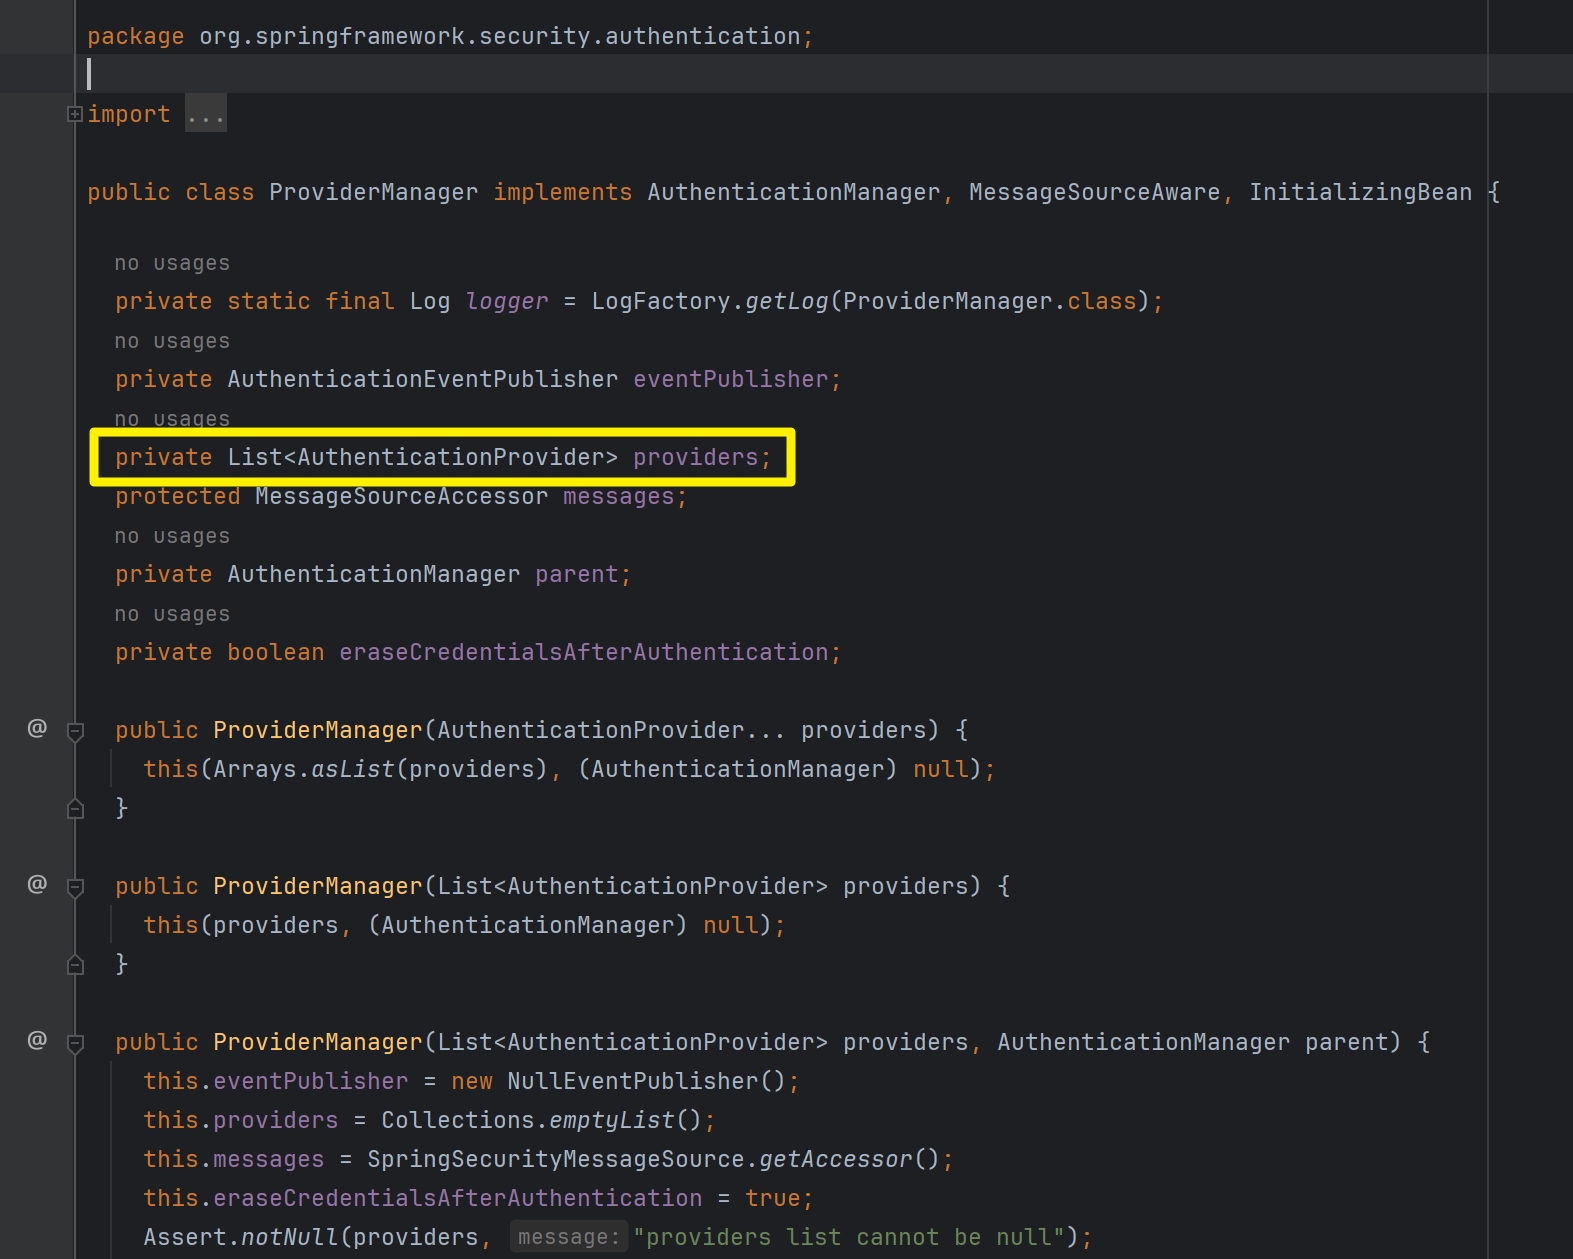 package org.springframework.security.authentication;
import ...
public class ProviderManager implements AuthenticationManager, MessageSourceAware, InitializingBean {
no usages
private static final Log logger = LogFactory.getLog(ProviderManager.class);
no usages
private AuthenticationEventPublisher eventPublisher;
no usages
private List<AuthenticationProvider> providers;
protected MessageSourceAccessor messages;
no usages
private AuthenticationManager parent;
no usages
private boolean eraseCredentialsAfterAuthentication;
@ public ProviderManager(AuthenticationProvider... providers) {
this(Arrays.asList(providers), (AuthenticationManager) null);
}
@ public ProviderManager(List<AuthenticationProvider> providers) {
this(providers, (AuthenticationManager) null);
}
@ public ProviderManager(List<AuthenticationProvider> providers, AuthenticationManager parent) {
this.eventPublisher = new NullEventPublisher();
this.providers = Collections.emptyList();
this.messages = SpringSecurityMessageSource.getAccessor();
this.eraseCredentialsAfterAuthentication = true;
Assert.notNull(providers, message: "providers list cannot be null");